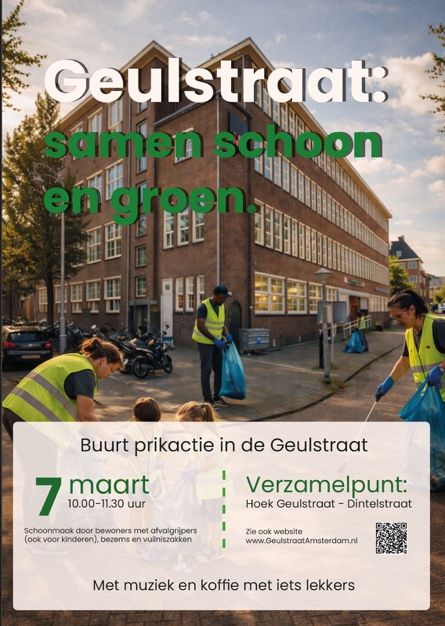 Geulstraat:
samen schoon
en groen.
Buurt prikactie in de Geulstraat
7 maart
10.00-11.30 uur
Schoonmaak door bewoners met afvalgrijpers
(ook voor kinderen), bezems en vuilniszakken
Verzamelpunt:
Hoek Geulstraat - Dintelstraat
Zie ook website
www.GeulstraatAmsterdam.nl
Met muziek en koffie met iets lekkers